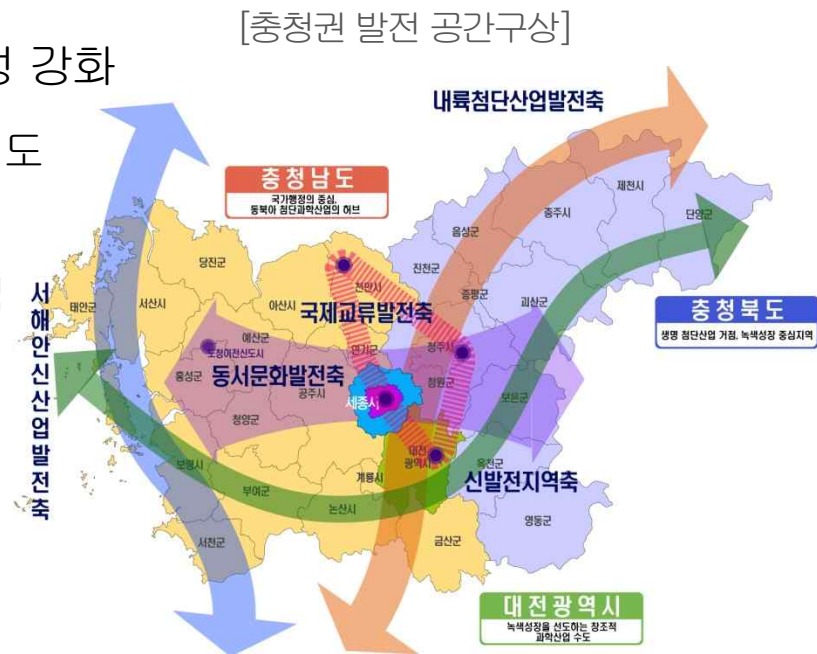 [충청권 발전 공간구상]
강화
도
내륙첨단산업발전축
충청남도
국가행정의 중심,
동북아 첨단과학산업의 허브
제천시
단양군
충주시
음성군
진천군
증평군
괴산군
당진군
서산시
태안군
아산시
천안시
국제교류발전축
충청북도
생명 첨단산업 거점, 녹색성장 중심지역
서해안신산업발전축
예산군
도청이전신도시
연기군
청주시
홍성군
동서문화발전축
공주시
청원군
보은군
세종시
청양군
보령시
부여군
계룡시
대전
광역시
옥천군
신발전지역축
논산시
서천군
금산군
영동군
대전광역시
녹색성장을 선도하는 창조적
과학산업 수도